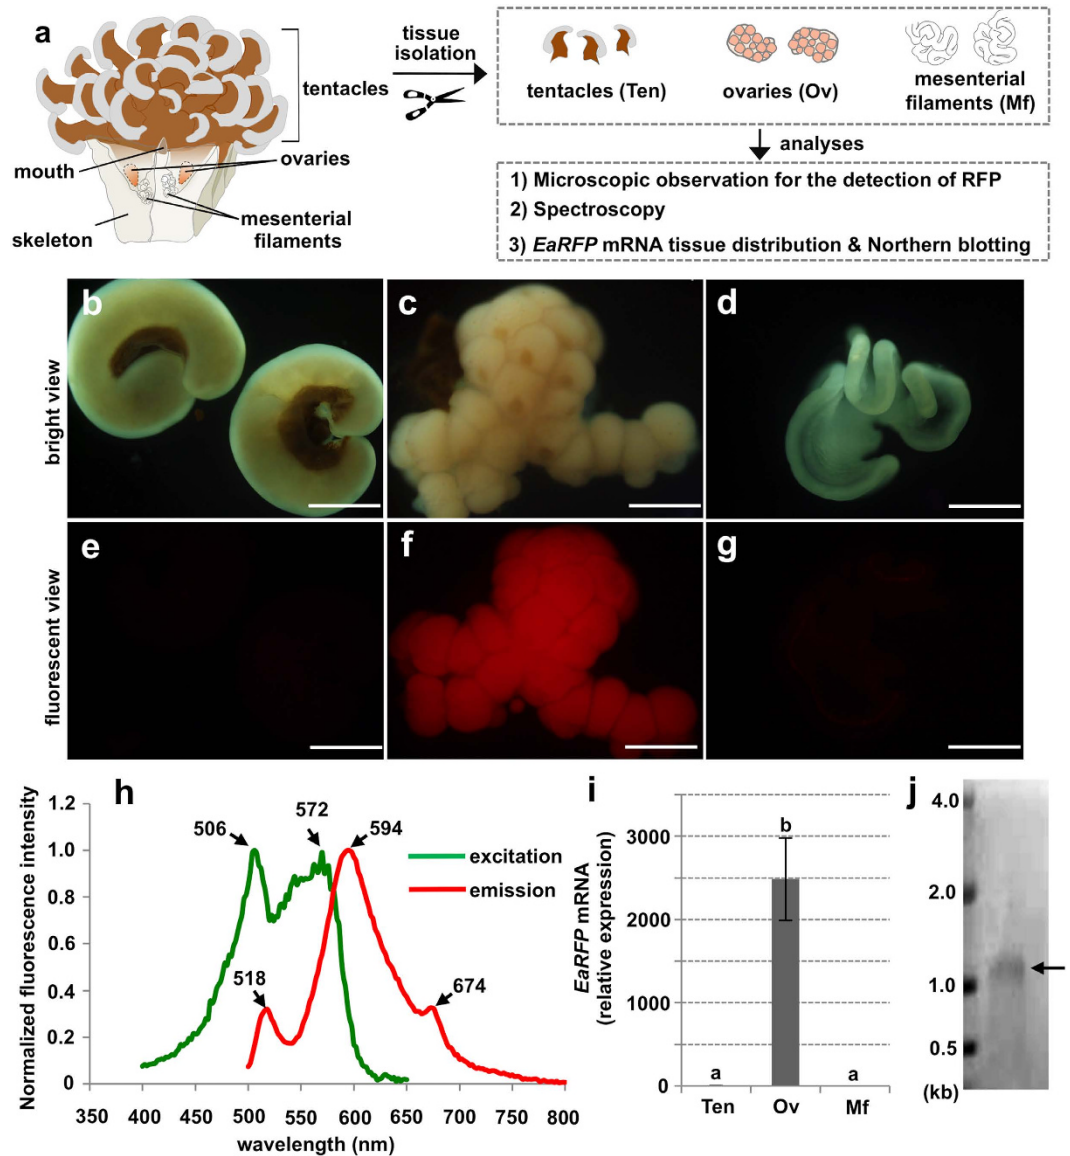 a
tissue
isolation
tentacles
mouth
ovaries
mesenterial
filaments
skeleton
tentacles (Ten)
ovaries (Ov)
mesenterial
filaments (Mf)
analyses
1) Microscopic observation for the detection of RFP
2) Spectroscopy
3) EaRFP mRNA tissue distribution & Northern blotting
bright view
b
c
d
fluorescent view
e
f
g
h
Normalized fluorescence intensity
1.2
1.0
0.8
0.6
0.4
0.2
0
506
572
594
518
674
excitation
emission
350 400 450 500 550 600 650 700 750 800
wavelength (nm)
i
EaRFP mRNA
(relative expression)
3000
2000
1000
0
a
b
a
Ten Ov Mf
j
4.0
2.0
1.0
0.5
(kb)